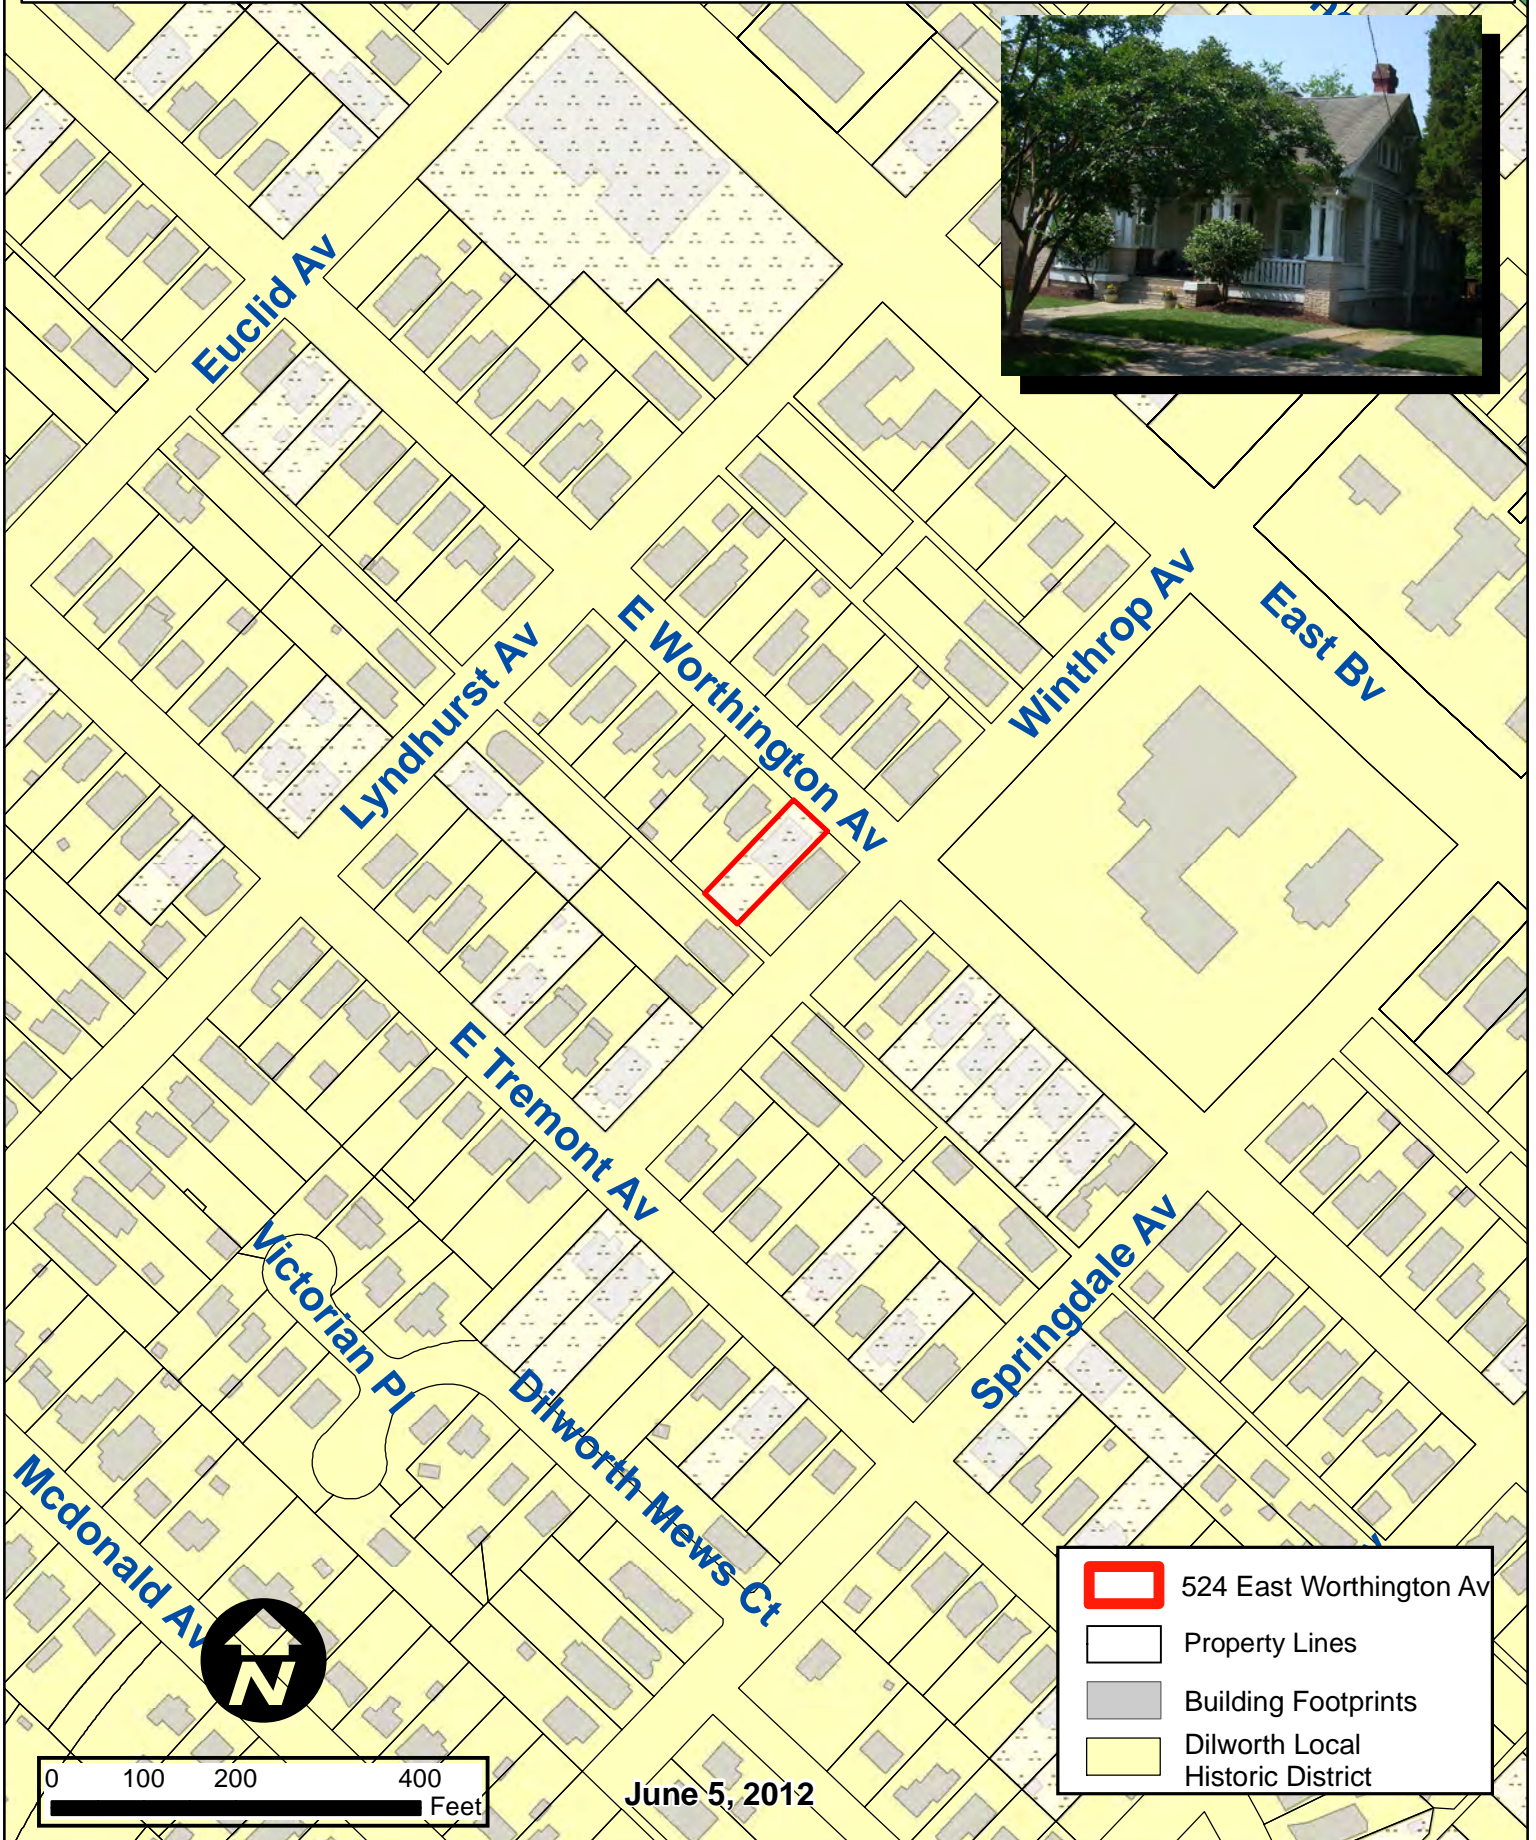 Euclid Av
E Worthington Av
Winthrop Av
East Bv
Lyndhurst Av
E Tremont Av
Springdale Av
Victorian Pl
Dilworth Mews Ct
Mcdonald Av
N
0 100 200 400
Feet
June 5, 2012
524 East Worthington Av
Property Lines
Building Footprints
Dilworth Local
Historic District